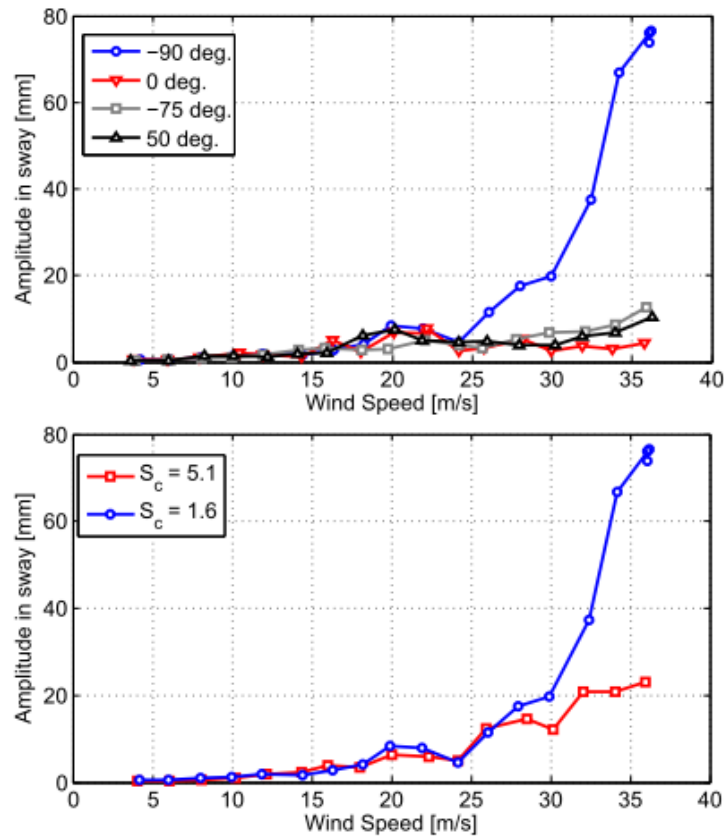 80
60
40
20
0
Amplitude in sway [mm]
−90 deg.
0 deg.
−75 deg.
50 deg.
0 5 10 15 20 25 30 35 40
Wind Speed [m/s]
80
60
40
20
0
Amplitude in sway [mm]
S_c = 5.1
S_c = 1.6
0 5 10 15 20 25 30 35 40
Wind Speed [m/s]